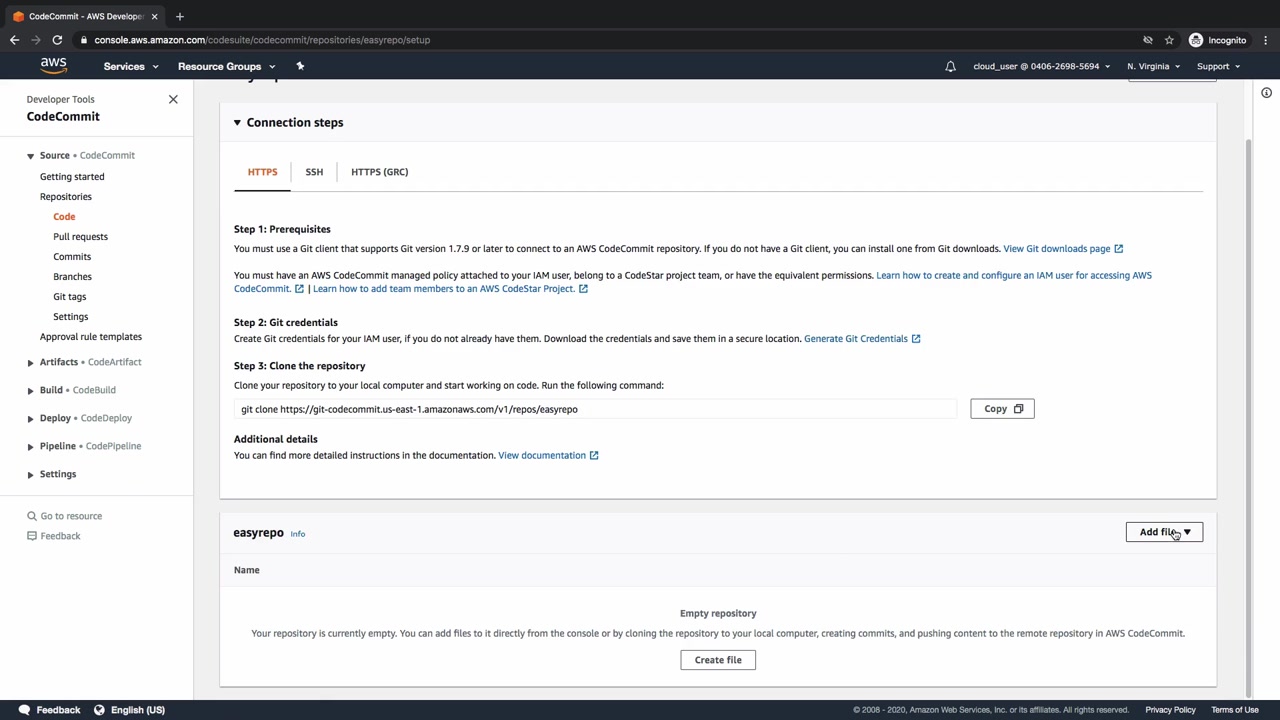 CodeCommit - AWS Developer
console.aws.amazon.com/codesuite/codecommit/repositories/easyrepo/setup
Incognito
aws
Services
Resource Groups
cloud_user @ 0406-2698-5694
N. Virginia
Support
Developer Tools
CodeCommit
Source • CodeCommit
Getting started
Repositories
Code
Pull requests
Commits
Branches
Git tags
Settings
Approval rule templates
Artifacts • CodeArtifact
Build • CodeBuild
Deploy • CodeDeploy
Pipeline • CodePipeline
Settings
Go to resource
Feedback
Connection steps
HTTPS
SSH
HTTPS (GRC)
Step 1: Prerequisites
You must use a Git client that supports Git version 1.7.9 or later to connect to an AWS CodeCommit repository. If you do not have a Git client, you can install one from Git downloads. View Git downloads page
You must have an AWS CodeCommit managed policy attached to your IAM user, belong to a CodeStar project team, or have the equivalent permissions. Learn how to create and configure an IAM user for accessing AWS
CodeCommit. | Learn how to add team members to an AWS CodeStar Project.
Step 2: Git credentials
Create Git credentials for your IAM user, if you do not already have them. Download the credentials and save them in a secure location. Generate Git Credentials
Step 3: Clone the repository
Clone your repository to your local computer and start working on code. Run the following command:
git clone https://git-codecommit.us-east-1.amazonaws.com/v1/repos/easyrepo
Copy
Additional details
You can find more detailed instructions in the documentation. View documentation
easyrepo Info
Add file
Name
Empty repository
Your repository is currently empty. You can add files to it directly from the console or by cloning the repository to your local computer, creating commits, and pushing content to the remote repository in AWS CodeCommit.
Create file
Feedback
English (US)
© 2008 - 2020, Amazon Web Services, Inc. or its affiliates. All rights reserved.
Privacy Policy
Terms of Use